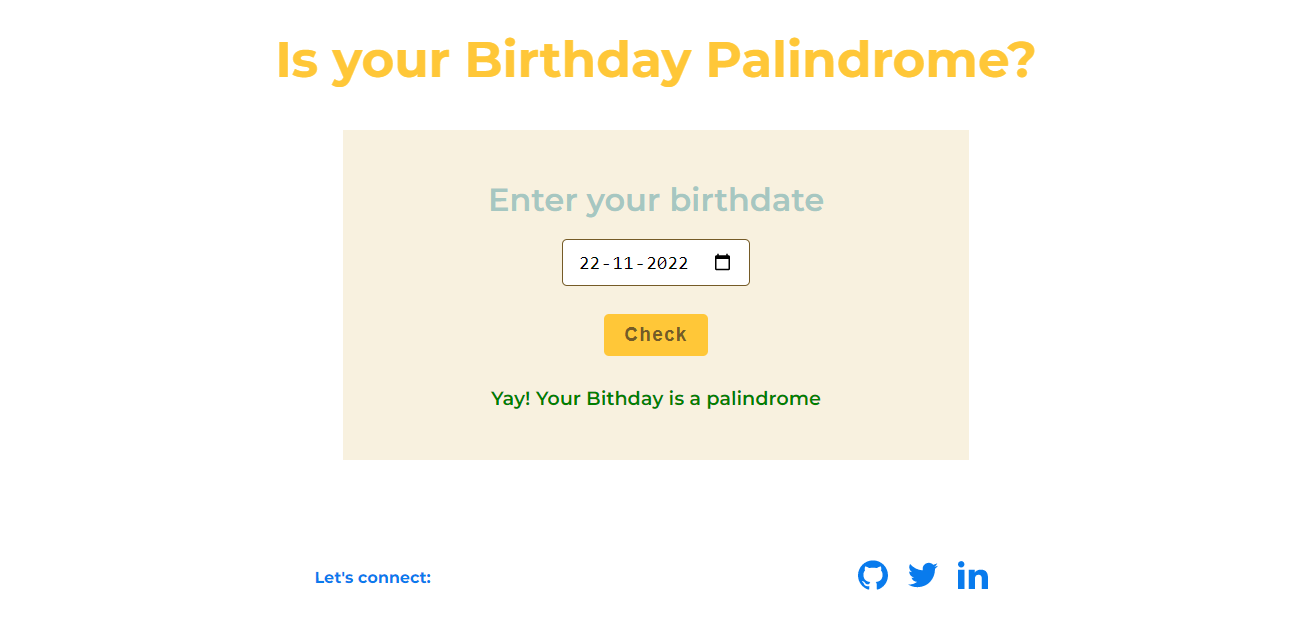 Is your Birthday Palindrome?
Enter your birthdate
22-11-2022
Check
Yay! Your Bithday is a palindrome
Let's connect:
in